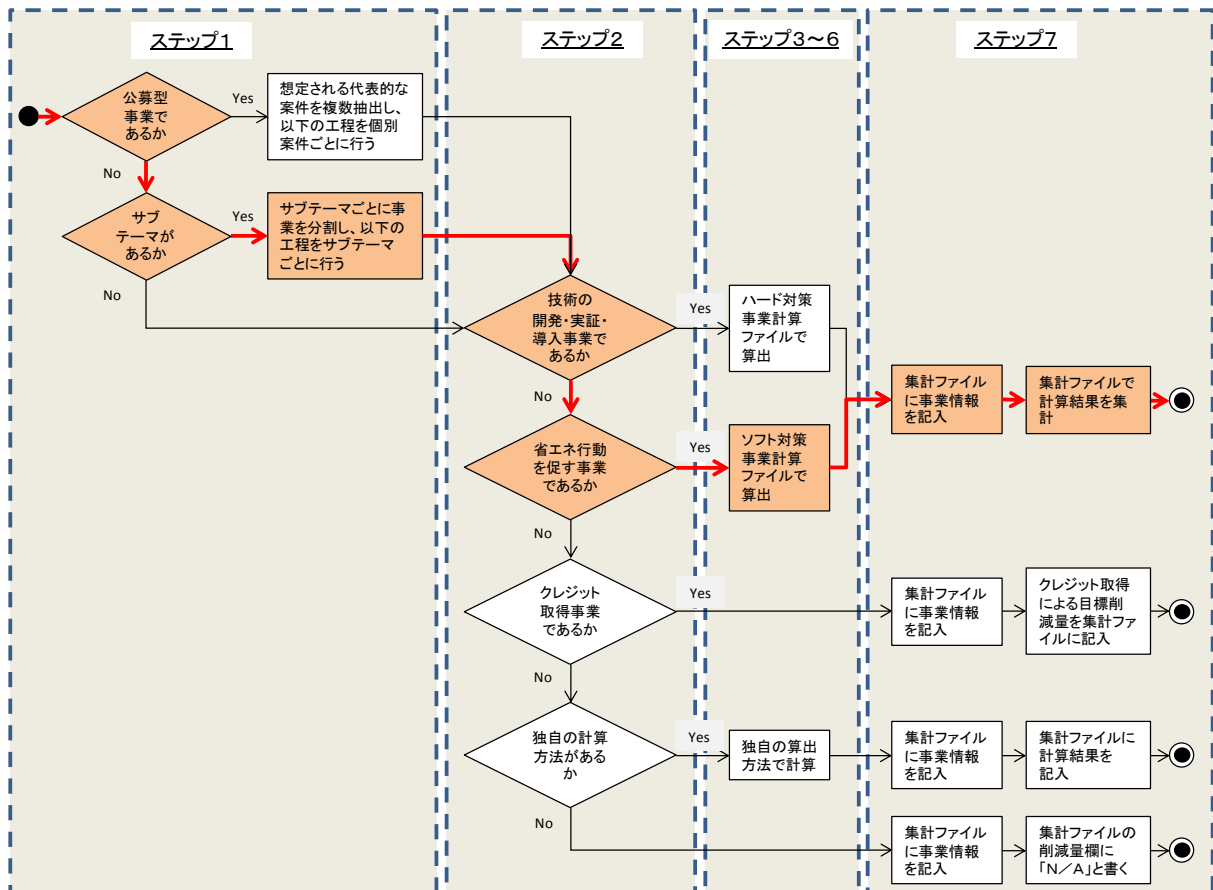 ステップ1
ステップ2
ステップ3～6
ステップ7
公募型
事業で
あるか
Yes
想定される代表的な
案件を複数抽出し、
以下の工程を個別
案件ごとに行う
No
サブ
テーマが
あるか
Yes
サブテーマごとに事
業を分割し、以下の
工程をサブテーマ
ごとに行う
No
技術の
開発・実証・
導入事業で
あるか
Yes
ハード対策
事業計算
ファイルで
算出
No
集計ファイル
に事業情報
を記入
集計ファイルで
計算結果を集
計
省エネ行動
を促す事業
であるか
Yes
ソフト対策
事業計算
ファイルで
算出
No
クレジット
取得事業
であるか
Yes
集計ファイル
に事業情報
を記入
クレジット取得
による目標削
減量を集計ファ
イルに記入
No
独自の計算
方法がある
か
Yes
独自の算出
方法で計算
集計ファイル
に事業情報
を記入
集計ファイルに
計算結果を
記入
No
集計ファイル
に事業情報
を記入
集計ファイルの
削減量欄に
「N／A」と書く